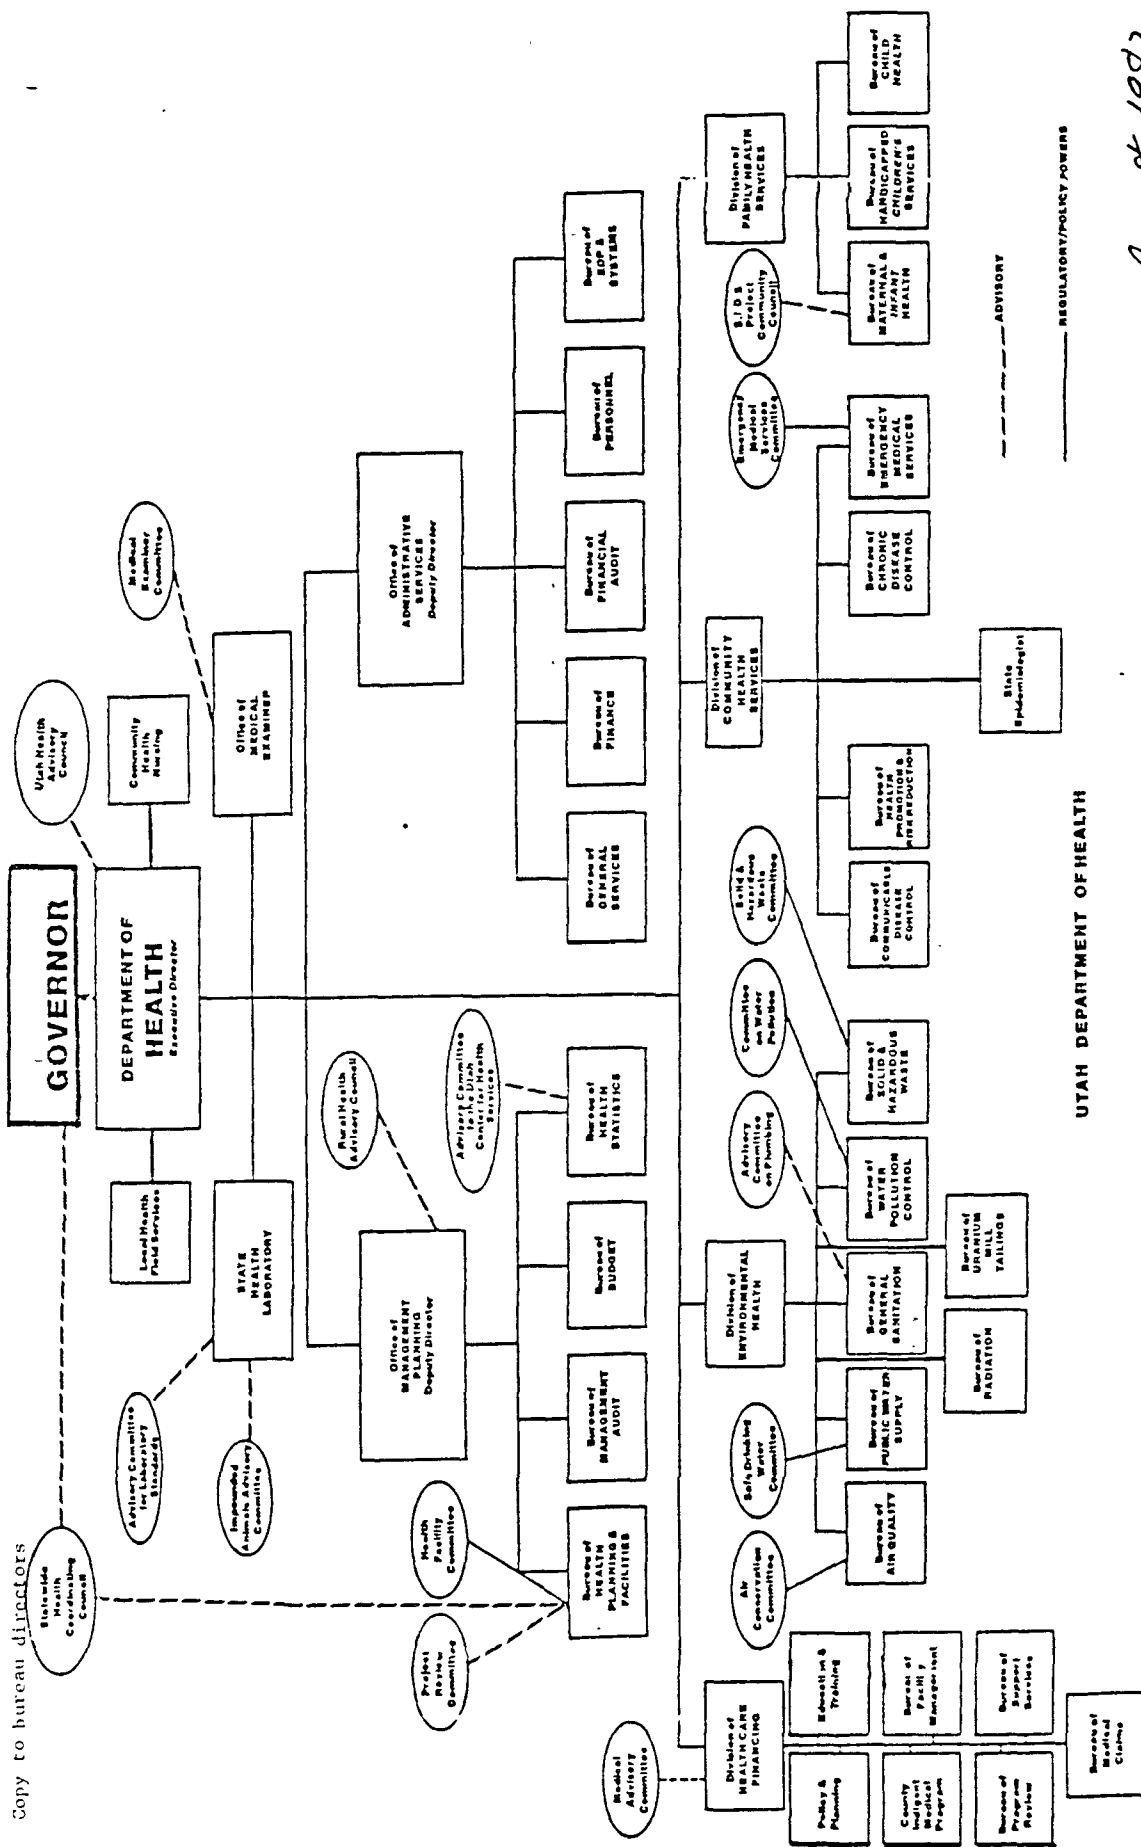 Copy to bureau directors
GOVERNOR
Statewide
Health
Coordinating
Council
Utah Health
Advisory
Council
DEPARTMENT OF
HEALTH
Executive Director
Local Health
Field Services
Community
Health
Nursing
Advisory Committee
for Laboratory
Standards
Impounded
Animals Advisory
Committee
STATE
HEALTH
LABORATORY
Office of
MEDICAL
EXAMINER
Medical
Examiner
Committee
Office of
MANAGEMENT
PLANNING
Deputy Director
Rural Health
Advisory Council
Office of
ADMINISTRATIVE
SERVICES
Deputy Director
Project
Review
Committee
Health
Facility
Committee
Advisory Committee
to the Utah
Center for Health
Services
Bureau of
HEALTH
PLANNING &
FACILITIES
Bureau of
MANAGEMENT
AUDIT
Bureau of
BUDGET
Bureau of
HEALTH
STATISTICS
Bureau of
GENERAL
SERVICES
Bureau of
FINANCE
Bureau of
FINANCIAL
AUDIT
Bureau of
PERSONNEL
Bureau of
EDP &
SYSTEMS
Medical
Advisory
Committee
Division of
HEALTH CARE
FINANCING
Policy &
Planning
Education &
Training
County
Indigent
Medical
Program
Bureau of
Facility
Management
Bureau of
Program
Review
Bureau of
Support
Services
Bureau of
Medical
Claims
Division of
ENVIRONMENTAL
HEALTH
Air
Conservation
Committee
Safe Drinking
Water
Committee
Advisory
Committee
on Plumbing
Committee
on Water
Pollution
Solid &
Hazardous
Waste
Committee
Bureau of
AIR QUALITY
Bureau of
PUBLIC WATER
SUPPLY
Bureau of
GENERAL
SANITATION
Bureau of
WATER
POLLUTION
CONTROL
Bureau of
SOLID &
HAZARDOUS
WASTE
Bureau of
RADIATION
Bureau of
URANIUM
MILL
TAILINGS
Division of
COMMUNITY
HEALTH
SERVICES
Emergency
Medical
Services
Committee
Bureau of
COMMUNICABLE
DISEASE
CONTROL
Bureau of
HEALTH
PROMOTION &
RISK REDUCTION
Bureau of
CHRONIC
DISEASE
CONTROL
Bureau of
EMERGENCY
MEDICAL
SERVICES
State
Epidemiologist
Division of
FAMILY HEALTH
SERVICES
S I D S
Project
Community
Council
Bureau of
MATERNAL &
INFANT
HEALTH
Bureau of
HANDICAPPED
CHILDREN'S
SERVICES
Bureau of
CHILD
HEALTH
ADVISORY
REGULATORY/POLICY POWERS
UTAH DEPARTMENT OF HEALTH